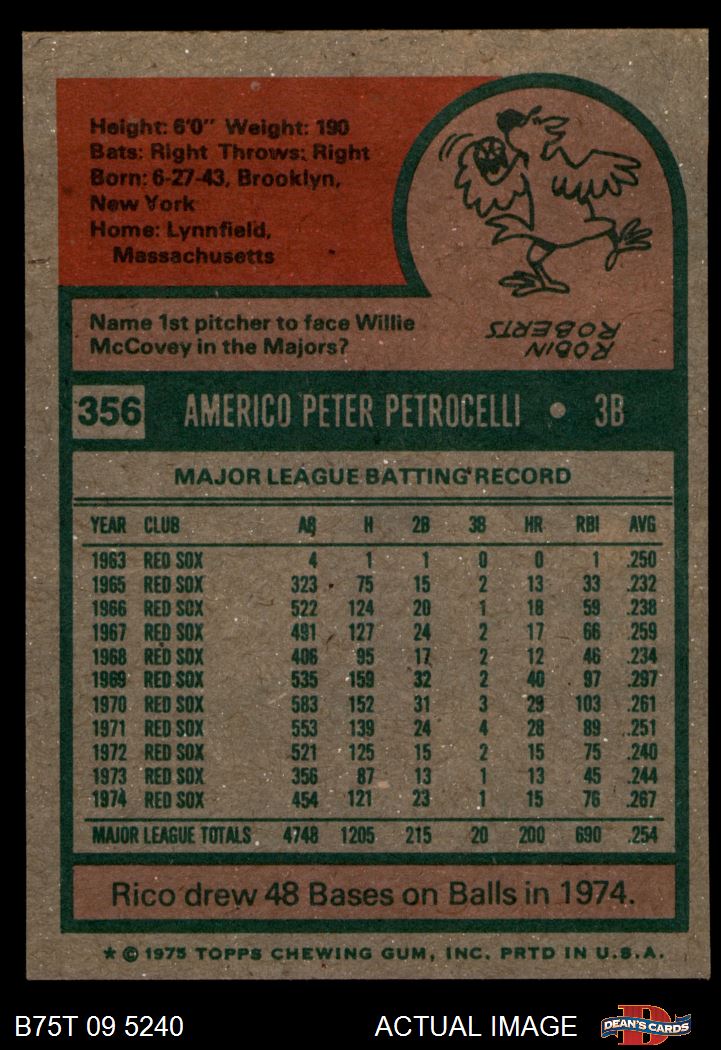 Height: 6'0" Weight: 190
Bats: Right Throws: Right
Born: 6-27-43, Brooklyn,
New York
Home: Lynnfield,
Massachusetts
Name 1st pitcher to face Willie
McCovey in the Majors?
ROBIN
ROBERTS
356 AMERICO PETER PETROCELLI • 3B
MAJOR LEAGUE BATTING RECORD
YEAR CLUB AB H 2B 3B HR RBI AVG
1963 RED SOX 4 1 1 0 0 1 .250
1965 RED SOX 323 75 15 2 13 33 .232
1966 RED SOX 522 124 20 1 18 59 .238
1967 RED SOX 491 127 24 2 17 66 .259
1968 RED SOX 406 95 17 2 12 46 .234
1969 RED SOX 535 159 32 2 40 97 .297
1970 RED SOX 583 152 31 3 29 103 .261
1971 RED SOX 553 139 24 4 28 89 .251
1972 RED SOX 521 125 15 2 15 75 .240
1973 RED SOX 356 87 13 1 13 45 .244
1974 RED SOX 454 121 23 1 15 76 .267
MAJOR LEAGUE TOTALS 4748 1205 215 20 200 690 .254
Rico drew 48 Bases on Balls in 1974.
★ © 1975 TOPPS CHEWING GUM, INC. PRTD IN U.S.A.
B75T 09 5240 ACTUAL IMAGE D DEAN'S CARDS